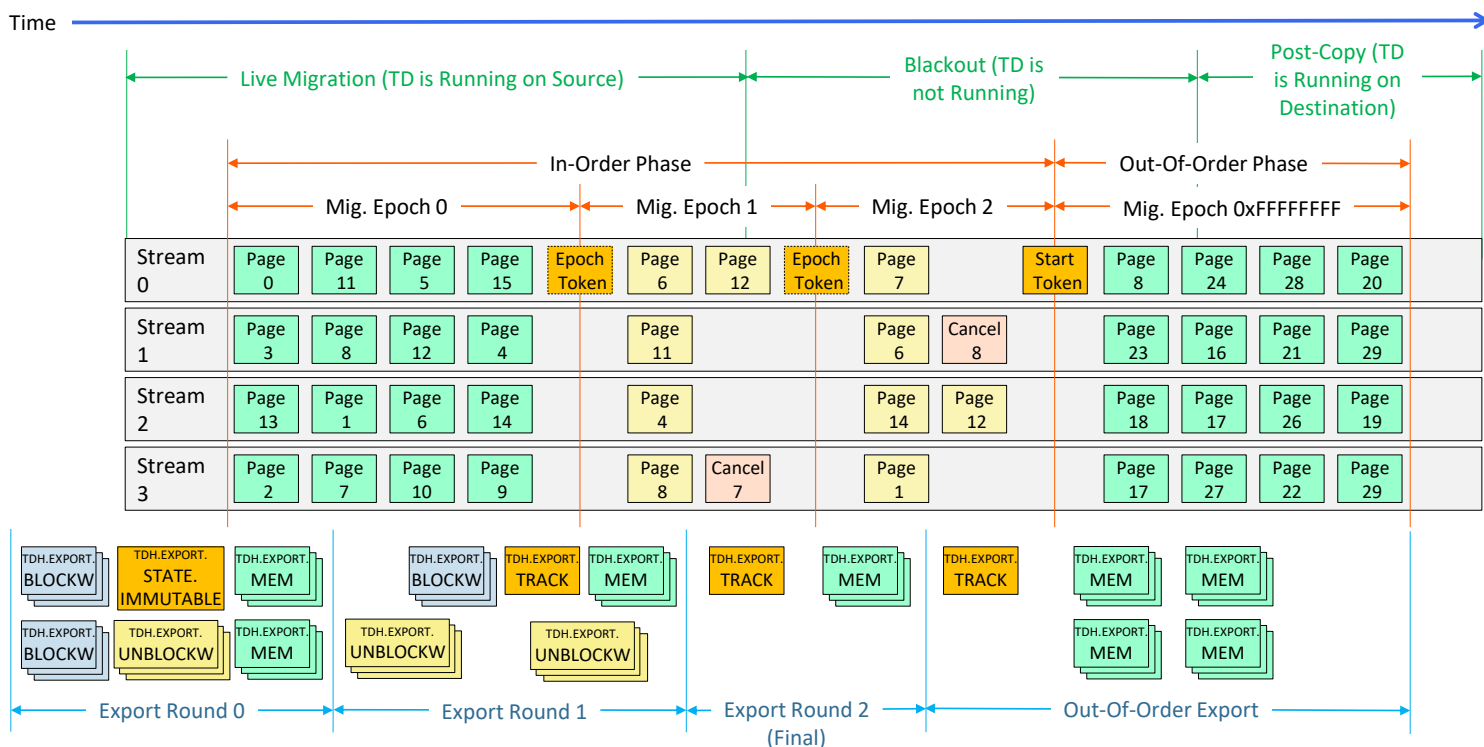 Time
Live Migration (TD is Running on Source)
Blackout (TD is
not Running)
Post-Copy (TD
is Running on
Destination)
In-Order Phase
Out-Of-Order Phase
Mig. Epoch 0
Mig. Epoch 1
Mig. Epoch 2
Mig. Epoch 0xFFFFFFFF
Stream
0
Page
0
Page
11
Page
5
Page
15
Epoch
Token
Page
6
Page
12
Epoch
Token
Page
7
Start
Token
Page
8
Page
24
Page
28
Page
20
Stream
1
Page
3
Page
8
Page
12
Page
4
Page
11
Page
6
Cancel
8
Page
23
Page
16
Page
21
Page
29
Stream
2
Page
13
Page
1
Page
6
Page
14
Page
4
Page
14
Page
12
Page
18
Page
17
Page
26
Page
19
Stream
3
Page
2
Page
7
Page
10
Page
9
Page
8
Cancel
7
Page
1
Page
17
Page
27
Page
22
Page
29
TDH.EXPORT.
BLOCKW
TDH.EXPORT.
STATE.
IMMUTABLE
TDH.EXPORT.
MEM
TDH.EXPORT.
BLOCKW
TDH.EXPORT.
TRACK
TDH.EXPORT.
MEM
TDH.EXPORT.
TRACK
TDH.EXPORT.
MEM
TDH.EXPORT.
TRACK
TDH.EXPORT.
MEM
TDH.EXPORT.
MEM
TDH.EXPORT.
BLOCKW
TDH.EXPORT.
UNBLOCKW
TDH.EXPORT.
MEM
TDH.EXPORT.
UNBLOCKW
TDH.EXPORT.
UNBLOCKW
TDH.EXPORT.
MEM
TDH.EXPORT.
MEM
Export Round 0
Export Round 1
Export Round 2
(Final)
Out-Of-Order Export